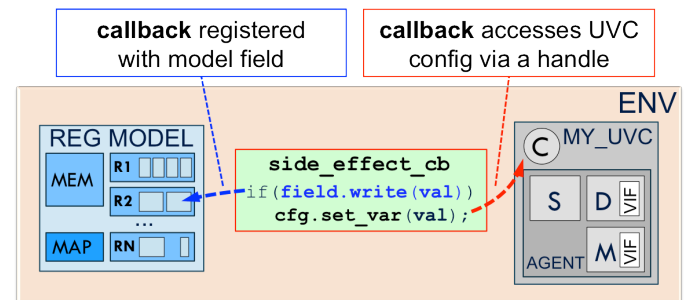 callback registered
with model field
callback accesses UVC
config via a handle
ENV
REG MODEL
MEM
R1
R2
...
MAP
RN
side_effect_cb
if(field.write(val))
cfg.set_var(val);
C
MY_UVC
S
D
VIF
AGENT
M
VIF